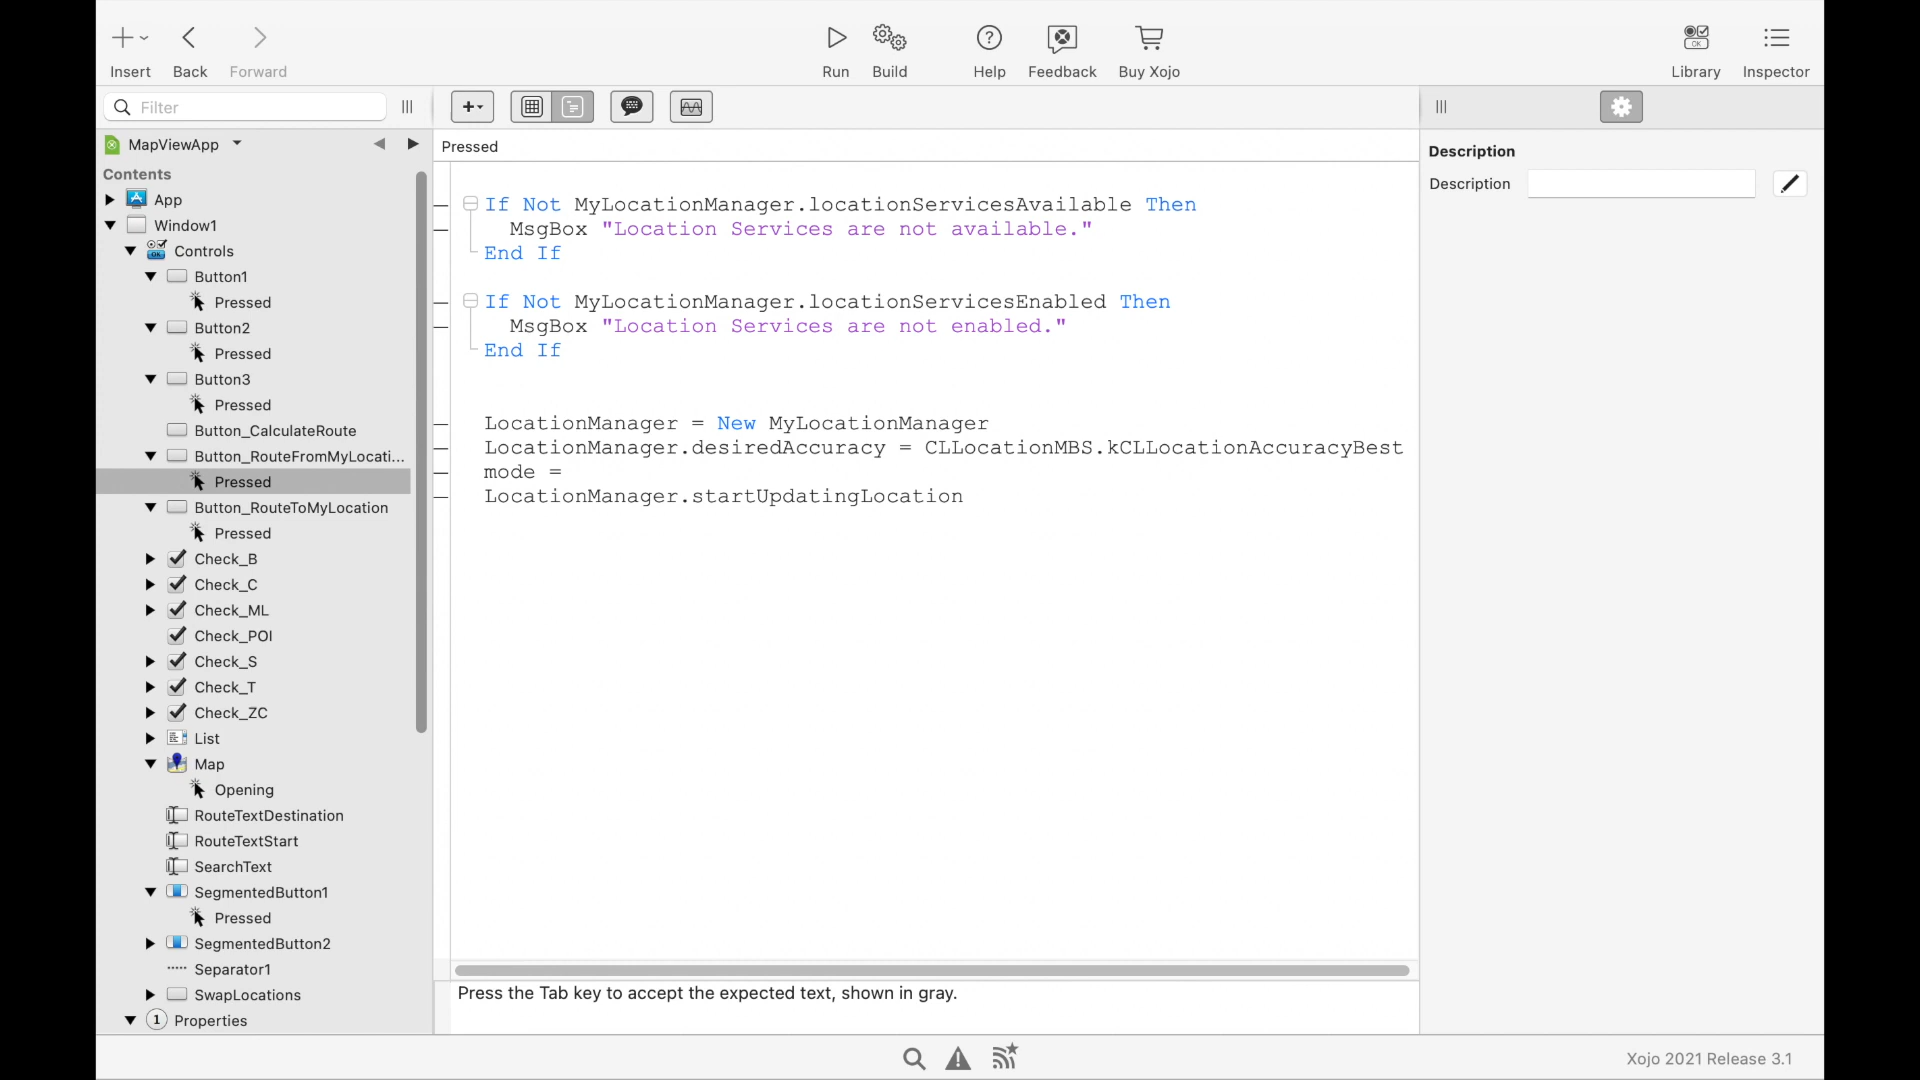 Insert
Back
Forward
Run
Build
Help
Feedback
Buy Xojo
Library
Inspector
Filter
MapViewApp
Contents
App
Window1
Controls
Button1
Pressed
Button2
Pressed
Button3
Pressed
Button_CalculateRoute
Button_RouteFromMyLocati...
Pressed
Button_RouteToMyLocation
Pressed
Check_B
Check_C
Check_ML
Check_POI
Check_S
Check_T
Check_ZC
List
Map
Opening
RouteTextDestination
RouteTextStart
SearchText
SegmentedButton1
Pressed
SegmentedButton2
Separator1
SwapLocations
Properties
Pressed
If Not MyLocationManager.locationServicesAvailable Then
MsgBox "Location Services are not available."
End If
If Not MyLocationManager.locationServicesEnabled Then
MsgBox "Location Services are not enabled."
End If
LocationManager = New MyLocationManager
LocationManager.desiredAccuracy = CLLocationMBS.kCLLocationAccuracyBest
mode =
LocationManager.startUpdatingLocation
Press the Tab key to accept the expected text, shown in gray.
Description
Description
Xojo 2021 Release 3.1